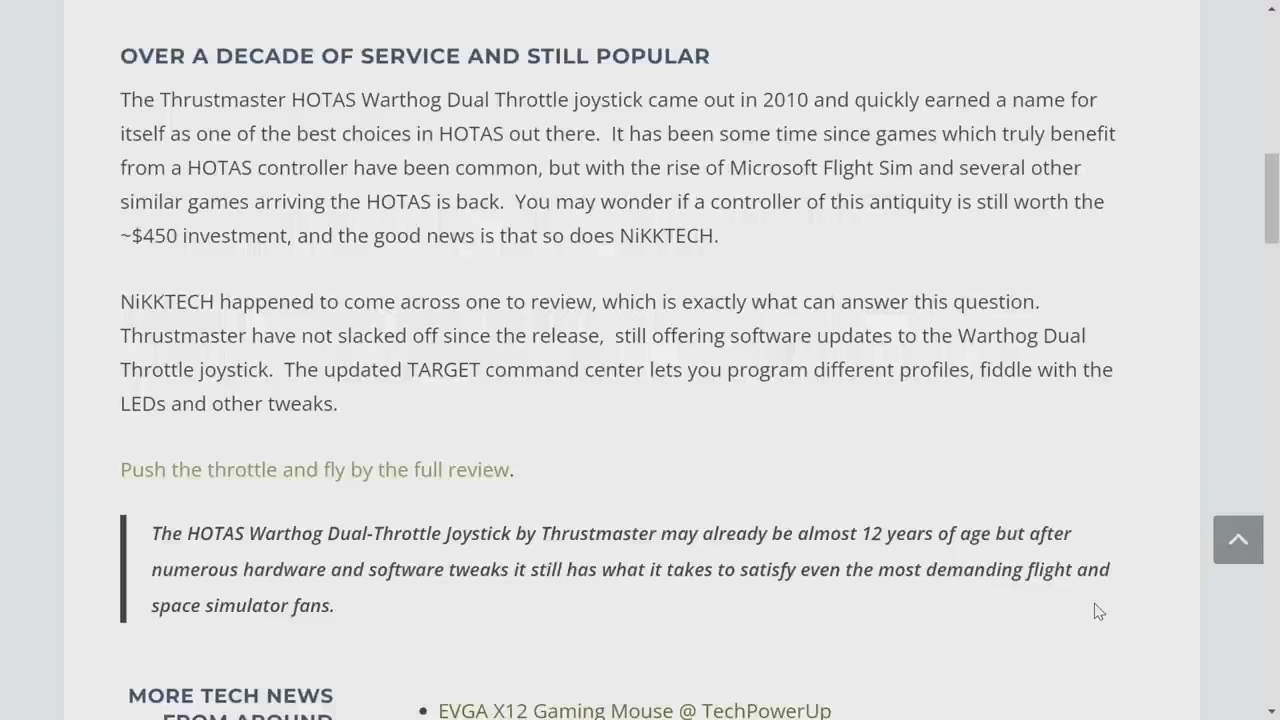 OVER A DECADE OF SERVICE AND STILL POPULAR
The Thrustmaster HOTAS Warthog Dual Throttle joystick came out in 2010 and quickly earned a name for
itself as one of the best choices in HOTAS out there.  It has been some time since games which truly benefit
from a HOTAS controller have been common, but with the rise of Microsoft Flight Sim and several other
similar games arriving the HOTAS is back.  You may wonder if a controller of this antiquity is still worth the
~$450 investment, and the good news is that so does NiKKTECH.
NiKKTECH happened to come across one to review, which is exactly what can answer this question.
Thrustmaster have not slacked off since the release,  still offering software updates to the Warthog Dual
Throttle joystick.  The updated TARGET command center lets you program different profiles, fiddle with the
LEDs and other tweaks.
Push the throttle and fly by the full review.
The HOTAS Warthog Dual-Throttle Joystick by Thrustmaster may already be almost 12 years of age but after
numerous hardware and software tweaks it still has what it takes to satisfy even the most demanding flight and
space simulator fans.
MORE TECH NEWS
FROM AROUND
• EVGA X12 Gaming Mouse @ TechPowerUp